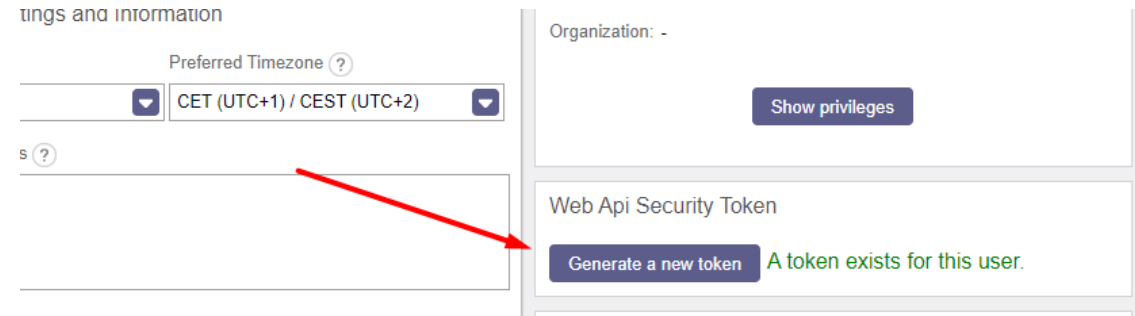 tings and Information
Preferred Timezone ?
CET (UTC+1) / CEST (UTC+2)
s ?
Organization: -
Show privileges
Web Api Security Token
Generate a new token A token exists for this user.